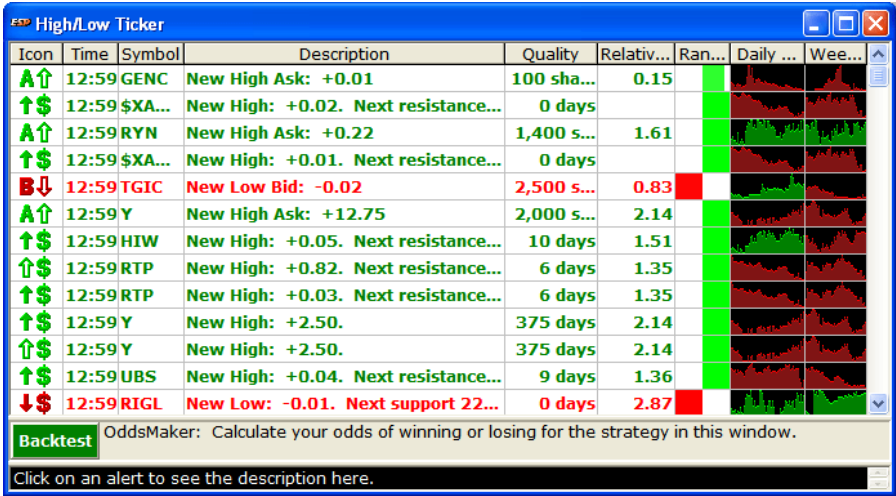 ESP High/Low Ticker
Icon Time Symbol Description Quality Relativ... Ran... Daily ... Wee...
A 12:59 GENC New High Ask: +0.01 100 sha... 0.15
$ 12:59 $XA... New High: +0.02. Next resistance... 0 days
A 12:59 RYN New High Ask: +0.22 1,400 s... 1.61
$ 12:59 $XA... New High: +0.01. Next resistance... 0 days
B 12:59 TGIC New Low Bid: -0.02 2,500 s... 0.83
A 12:59 Y New High Ask: +12.75 2,000 s... 2.14
$ 12:59 HIW New High: +0.05. Next resistance... 10 days 1.51
$ 12:59 RTP New High: +0.82. Next resistance... 6 days 1.35
$ 12:59 RTP New High: +0.03. Next resistance... 6 days 1.35
$ 12:59 Y New High: +2.50. 375 days 2.14
$ 12:59 Y New High: +2.50. 375 days 2.14
$ 12:59 UBS New High: +0.04. Next resistance... 9 days 1.36
$ 12:59 RIGL New Low: -0.01. Next support 22... 0 days 2.87
Backtest OddsMaker: Calculate your odds of winning or losing for the strategy in this window.
Click on an alert to see the description here.